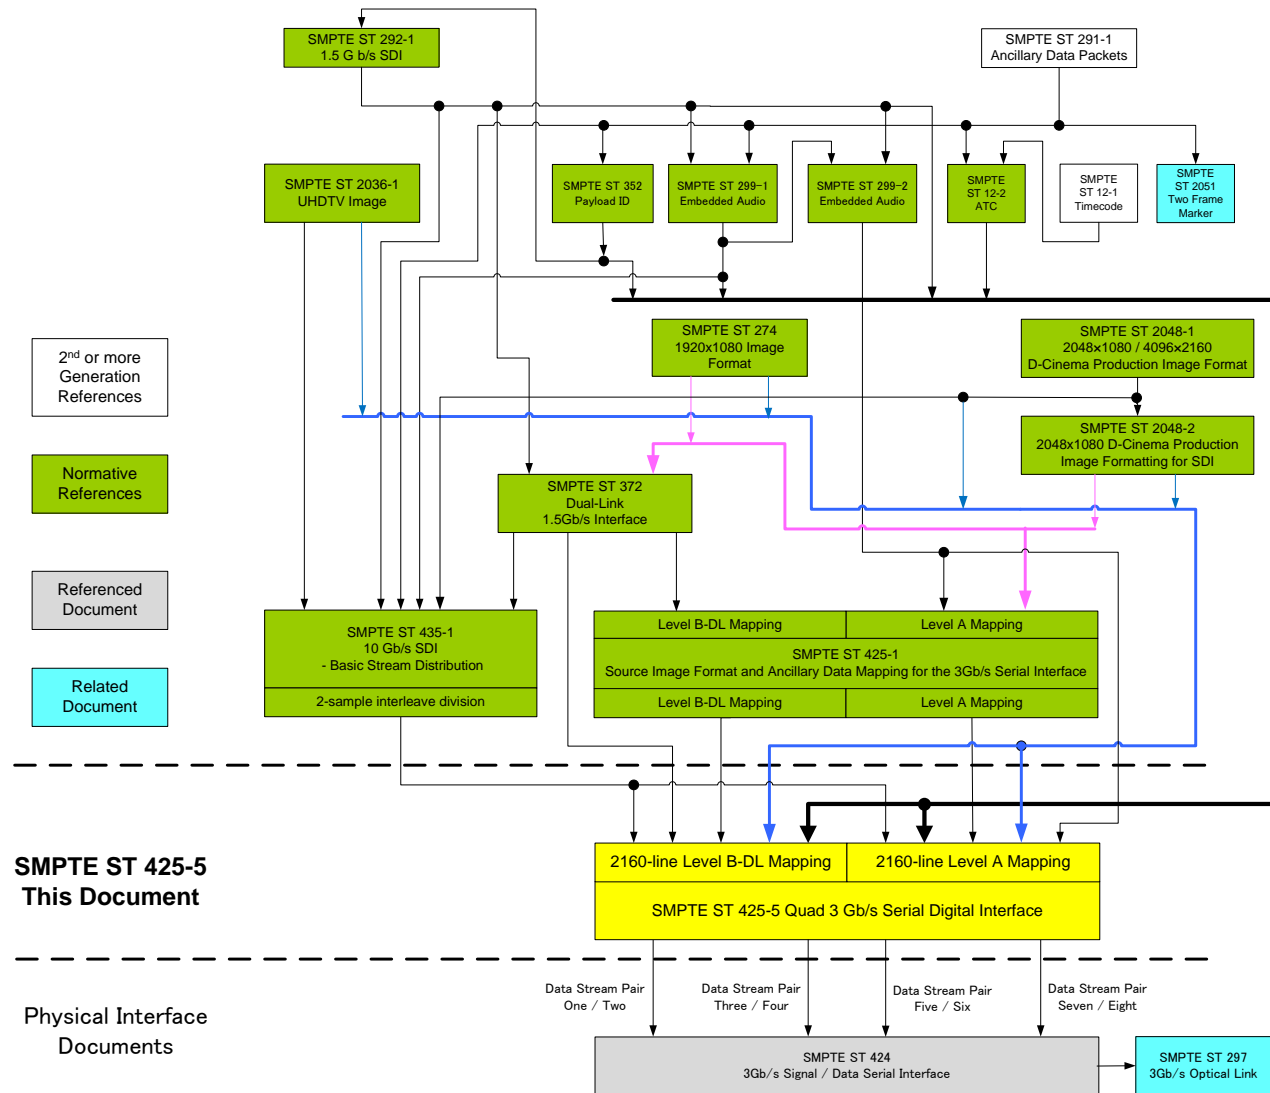 SMPTE ST 292-1
1.5 G b/s SDI
SMPTE ST 291-1
Ancillary Data Packets
SMPTE ST 2036-1
UHDTV Image
SMPTE ST 352
Payload ID
SMPTE ST 299-1
Embedded Audio
SMPTE ST 299-2
Embedded Audio
SMPTE
ST 12-2
ATC
SMPTE
ST 12-1
Timecode
SMPTE
ST 2051
Two Frame
Marker
2nd or more
Generation
References
SMPTE ST 274
1920x1080 Image
Format
SMPTE ST 2048-1
2048×1080 / 4096×2160
D-Cinema Production Image Format
SMPTE ST 2048-2
2048x1080 D-Cinema Production
Image Formatting for SDI
Normative
References
SMPTE ST 372
Dual-Link
1.5Gb/s Interface
Referenced
Document
SMPTE ST 435-1
10 Gb/s SDI
- Basic Stream Distribution
2-sample interleave division
Level B-DL Mapping
Level A Mapping
SMPTE ST 425-1
Source Image Format and Ancillary Data Mapping for the 3Gb/s Serial Interface
Level B-DL Mapping
Level A Mapping
Related
Document
SMPTE ST 425-5
This Document
2160-line Level B-DL Mapping
2160-line Level A Mapping
SMPTE ST 425-5 Quad 3 Gb/s Serial Digital Interface
Data Stream Pair
One / Two
Data Stream Pair
Three / Four
Data Stream Pair
Five / Six
Data Stream Pair
Seven / Eight
Physical Interface
Documents
SMPTE ST 424
3Gb/s Signal / Data Serial Interface
SMPTE ST 297
3Gb/s Optical Link